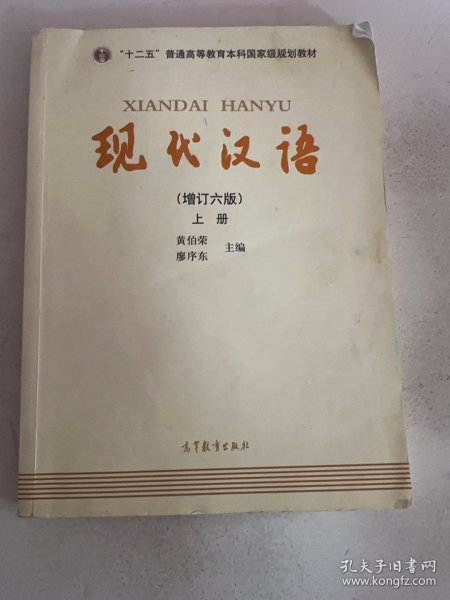 “十二五”普通高等教育本科国家级规划教材
XIANDAI HANYU
现代汉语
（增订六版）
上 册
黄伯荣
廖序东 主编
高等教育出版社
孔夫子旧书网
www.kongfz.com